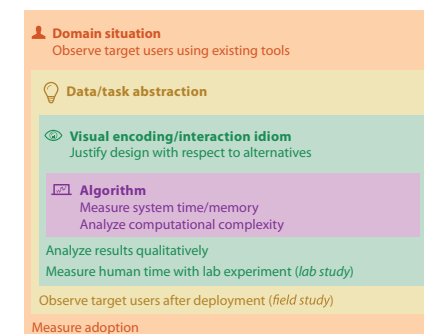 Domain situation
Observe target users using existing tools
Data/task abstraction
Visual encoding/interaction idiom
Justify design with respect to alternatives
Algorithm
Measure system time/memory
Analyze computational complexity
Analyze results qualitatively
Measure human time with lab experiment (lab study)
Observe target users after deployment (field study)
Measure adoption